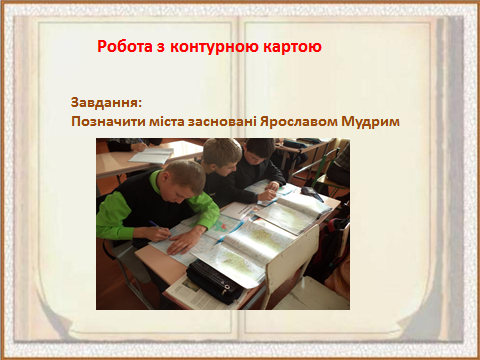 Робота з контурною картою
Завдання:
Позначити міста засновані Ярославом Мудрим